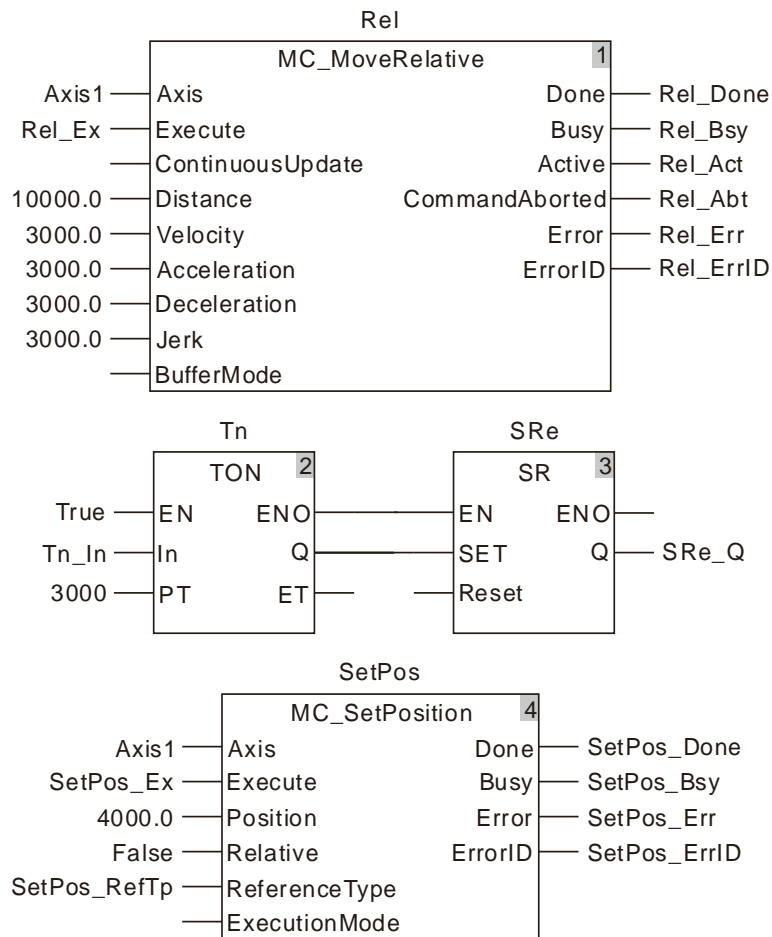 Rel
MC_MoveRelative 1
Axis1 Axis Done Rel_Done
Rel_Ex Execute Busy Rel_Bsy
ContinuousUpdate Active Rel_Act
10000.0 Distance CommandAborted Rel_Abt
3000.0 Velocity Error Rel_Err
3000.0 Acceleration ErrorID Rel_ErrID
3000.0 Deceleration
3000.0 Jerk
BufferMode
Tn SRe
TON 2 SR 3
True EN ENO EN ENO
Tn_In In Q SET Q SRe_Q
3000 PT ET Reset
SetPos
MC_SetPosition 4
Axis1 Axis Done SetPos_Done
SetPos_Ex Execute Busy SetPos_Bsy
4000.0 Position Error SetPos_Err
False Relative ErrorID SetPos_ErrID
SetPos_RefTp ReferenceType
ExecutionMode